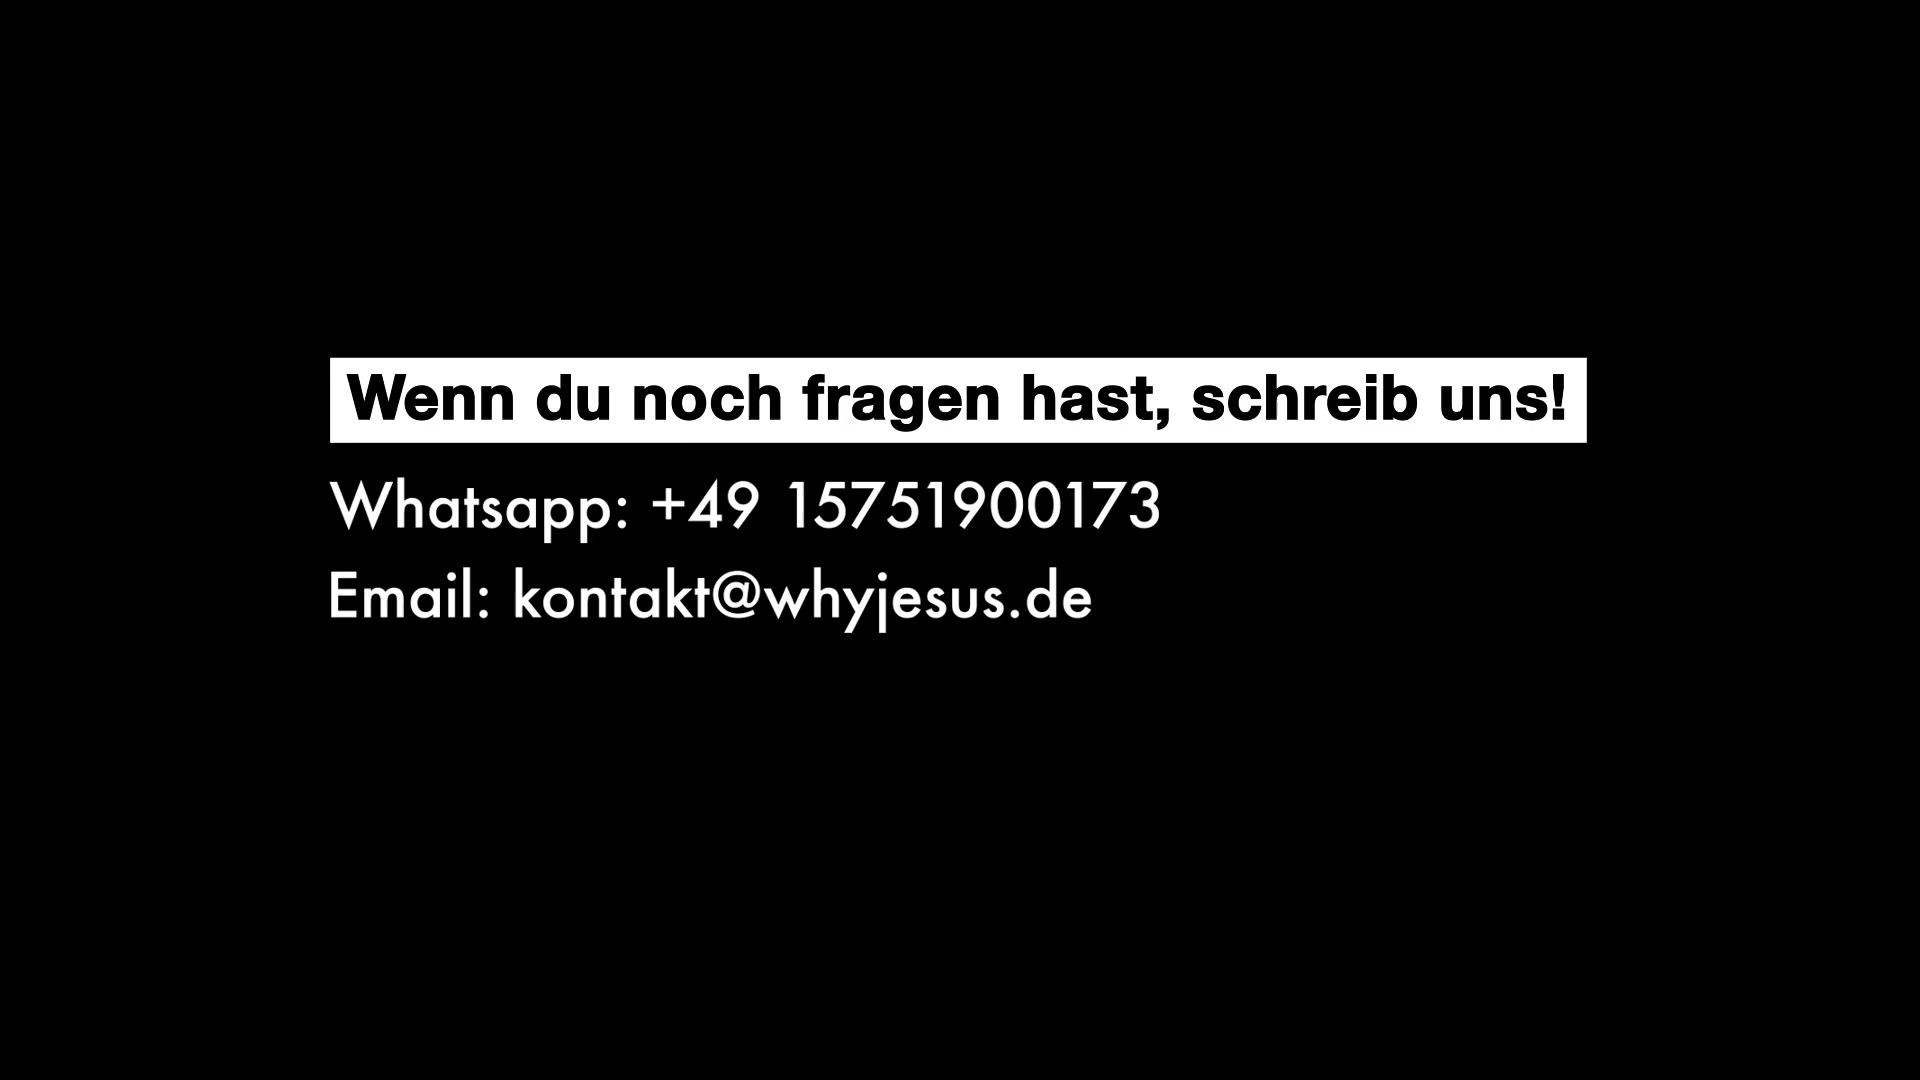 Wenn du noch fragen hast, schreib uns!
Whatsapp: +49 15751900173
Email: kontakt@whyjesus.de